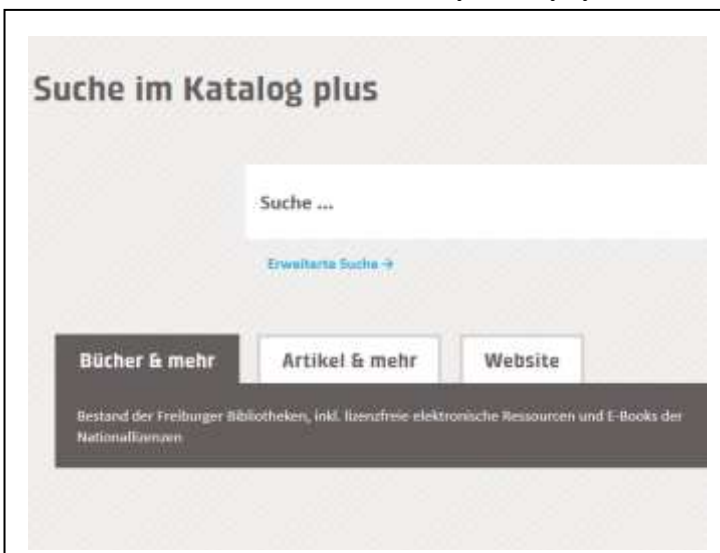 Suche im Katalog plus
Suche ...
Erweiterte Suche →
Bücher & mehr
Artikel & mehr
Website
Bestand der Freiburger Bibliotheken, inkl. lizenzfreie elektronische Ressourcen und E-Books der
Nationallizenzen